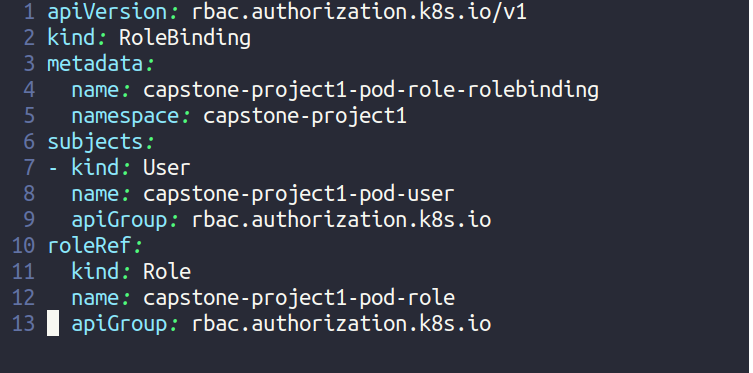 1 apiVersion: rbac.authorization.k8s.io/v1
2 kind: RoleBinding
3 metadata:
4   name: capstone-project1-pod-role-rolebinding
5   namespace: capstone-project1
6 subjects:
7 - kind: User
8   name: capstone-project1-pod-user
9   apiGroup: rbac.authorization.k8s.io
10 roleRef:
11   kind: Role
12   name: capstone-project1-pod-role
13   apiGroup: rbac.authorization.k8s.io